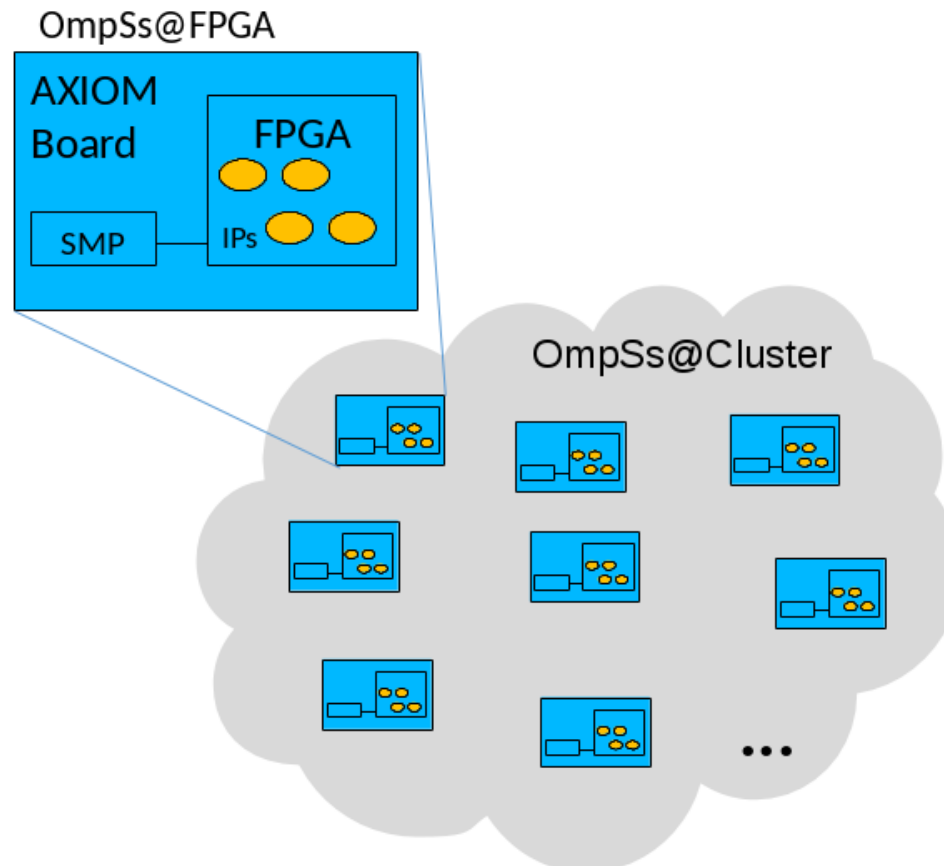 OmpSs@FPGA
AXIOM
Board
FPGA
SMP
IPs
OmpSs@Cluster
...